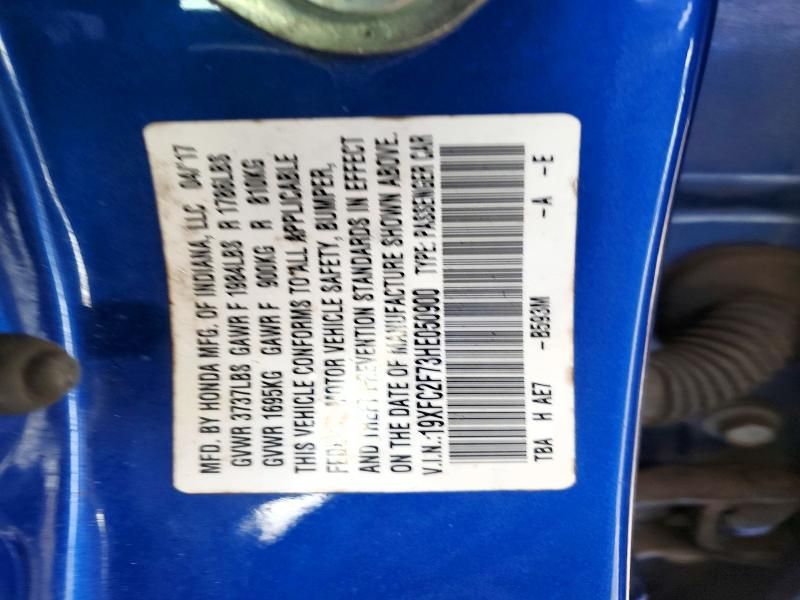 MFD. BY HONDA MFG. OF INDIANA, LLC 04/17
GVWR 3737LBS GAWR F 1984LBS R 1786LBS
GVWR 1695KG GAWR F 900KG R 810KG
THIS VEHICLE CONFORMS TO ALL APPLICABLE
MOTOR VEHICLE SAFETY, BUMPER,
AND THEFT PREVENTION STANDARDS IN EFFECT
ON THE DATE OF MANUFACTURE SHOWN ABOVE.
V.I.N.:19XFC2F73HE050900 TYPE: PASSENGER CAR
TBA H AE7 -B593M -A -E